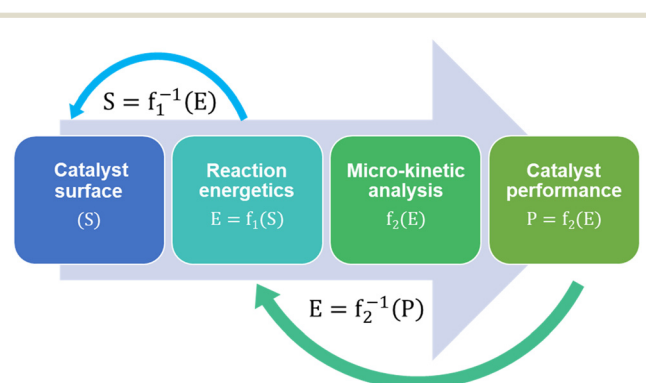 S = f₁⁻¹(E)
Catalyst
surface
(S)
Reaction
energetics
E = f₁(S)
Micro-kinetic
analysis
f₂(E)
Catalyst
performance
P = f₂(E)
E = f₂⁻¹(P)